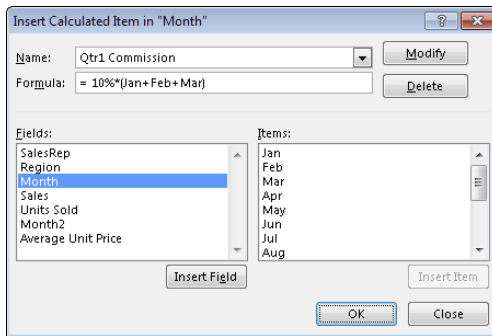 Insert Calculated Item in "Month"
Name: Qtr1 Commission Modify
Formula: = 10%*(Jan+Feb+Mar) Delete
Fields: Items:
SalesRep Jan
Region Feb
Month Mar
Sales Apr
Units Sold May
Month2 Jun
Average Unit Price Jul
Aug
Insert Field Insert Item
OK Close